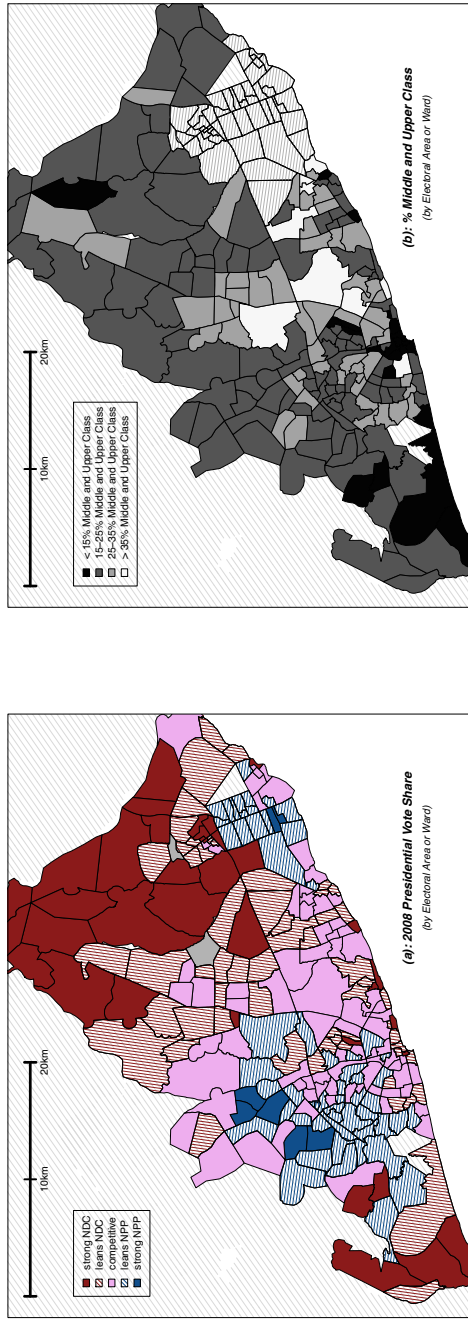 10km
20km
strong NDC
leans NDC
competitive
leans NPP
strong NPP
(a): 2008 Presidential Vote Share
(by Electoral Area or Ward)
10km
20km
< 15% Middle and Upper Class
15−25% Middle and Upper Class
25−35% Middle and Upper Class
> 35% Middle and Upper Class
(b): % Middle and Upper Class
(by Electoral Area or Ward)